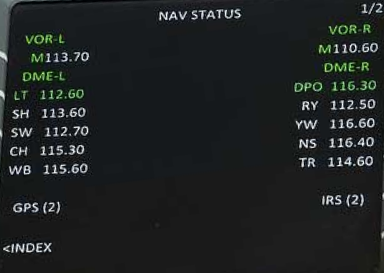 NAV STATUS 1/2
VOR-L VOR-R
M113.70 M110.60
DME-L DME-R
LT 112.60 DPO 116.30
SH 113.60 RY 112.50
SW 112.70 YW 116.60
CH 115.30 NS 116.40
WB 115.60 TR 114.60
GPS (2) IRS (2)
<INDEX